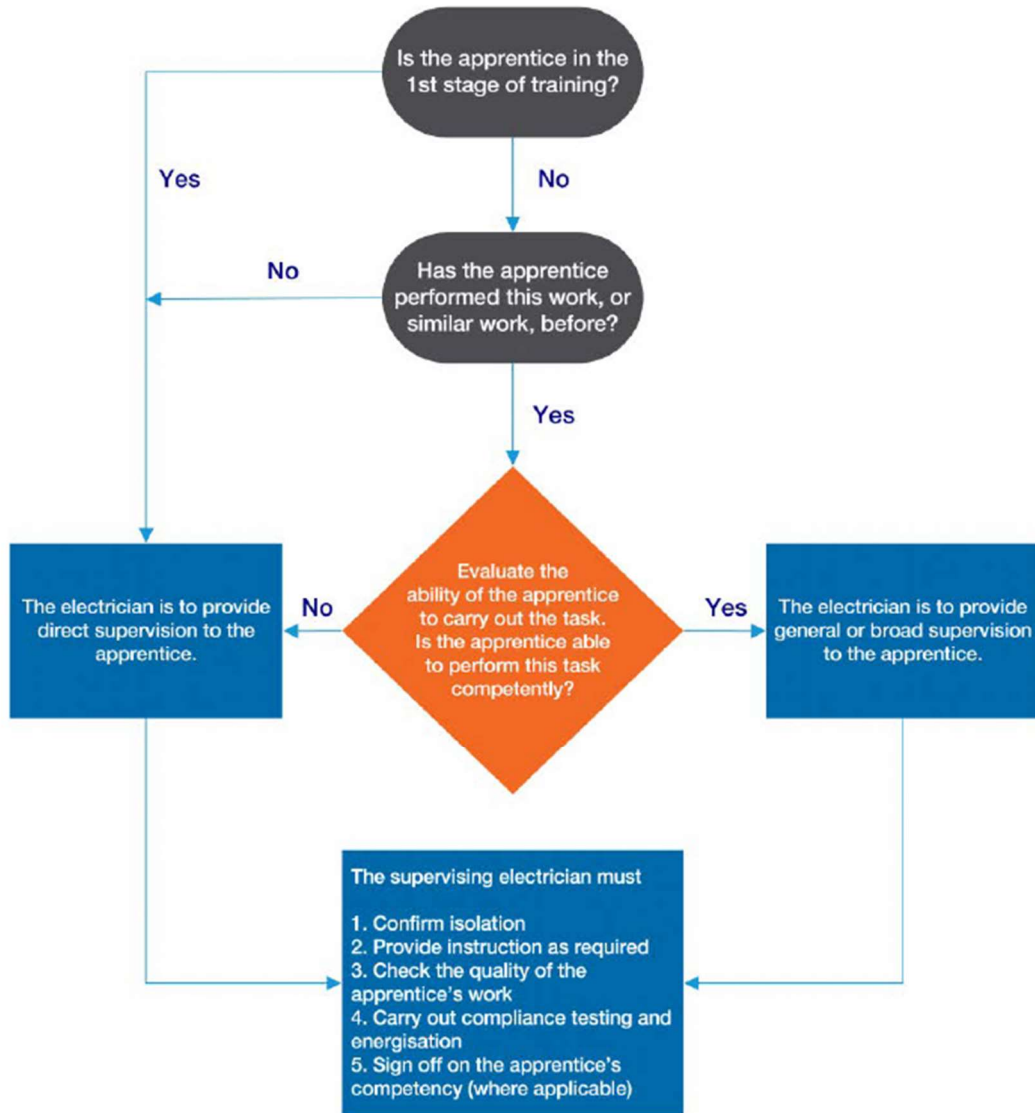 Is the apprentice in the
1st stage of training?
Yes
No
No
Has the apprentice
performed this work, or
similar work, before?
Yes
The electrician is to provide
direct supervision to the
apprentice.
No
Evaluate the
ability of the apprentice
to carry out the task.
Is the apprentice able
to perform this task
competently?
Yes
The electrician is to provide
general or broad supervision
to the apprentice.
The supervising electrician must
1. Confirm isolation
2. Provide instruction as required
3. Check the quality of the
apprentice's work
4. Carry out compliance testing and
energisation
5. Sign off on the apprentice's
competency (where applicable)